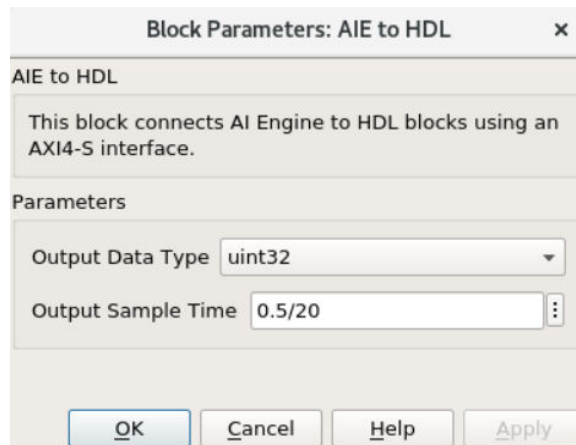 Block Parameters: AIE to HDL ×
AIE to HDL
This block connects AI Engine to HDL blocks using an
AXI4-S interface.
Parameters
Output Data Type uint32
Output Sample Time 0.5/20
OK Cancel Help Apply